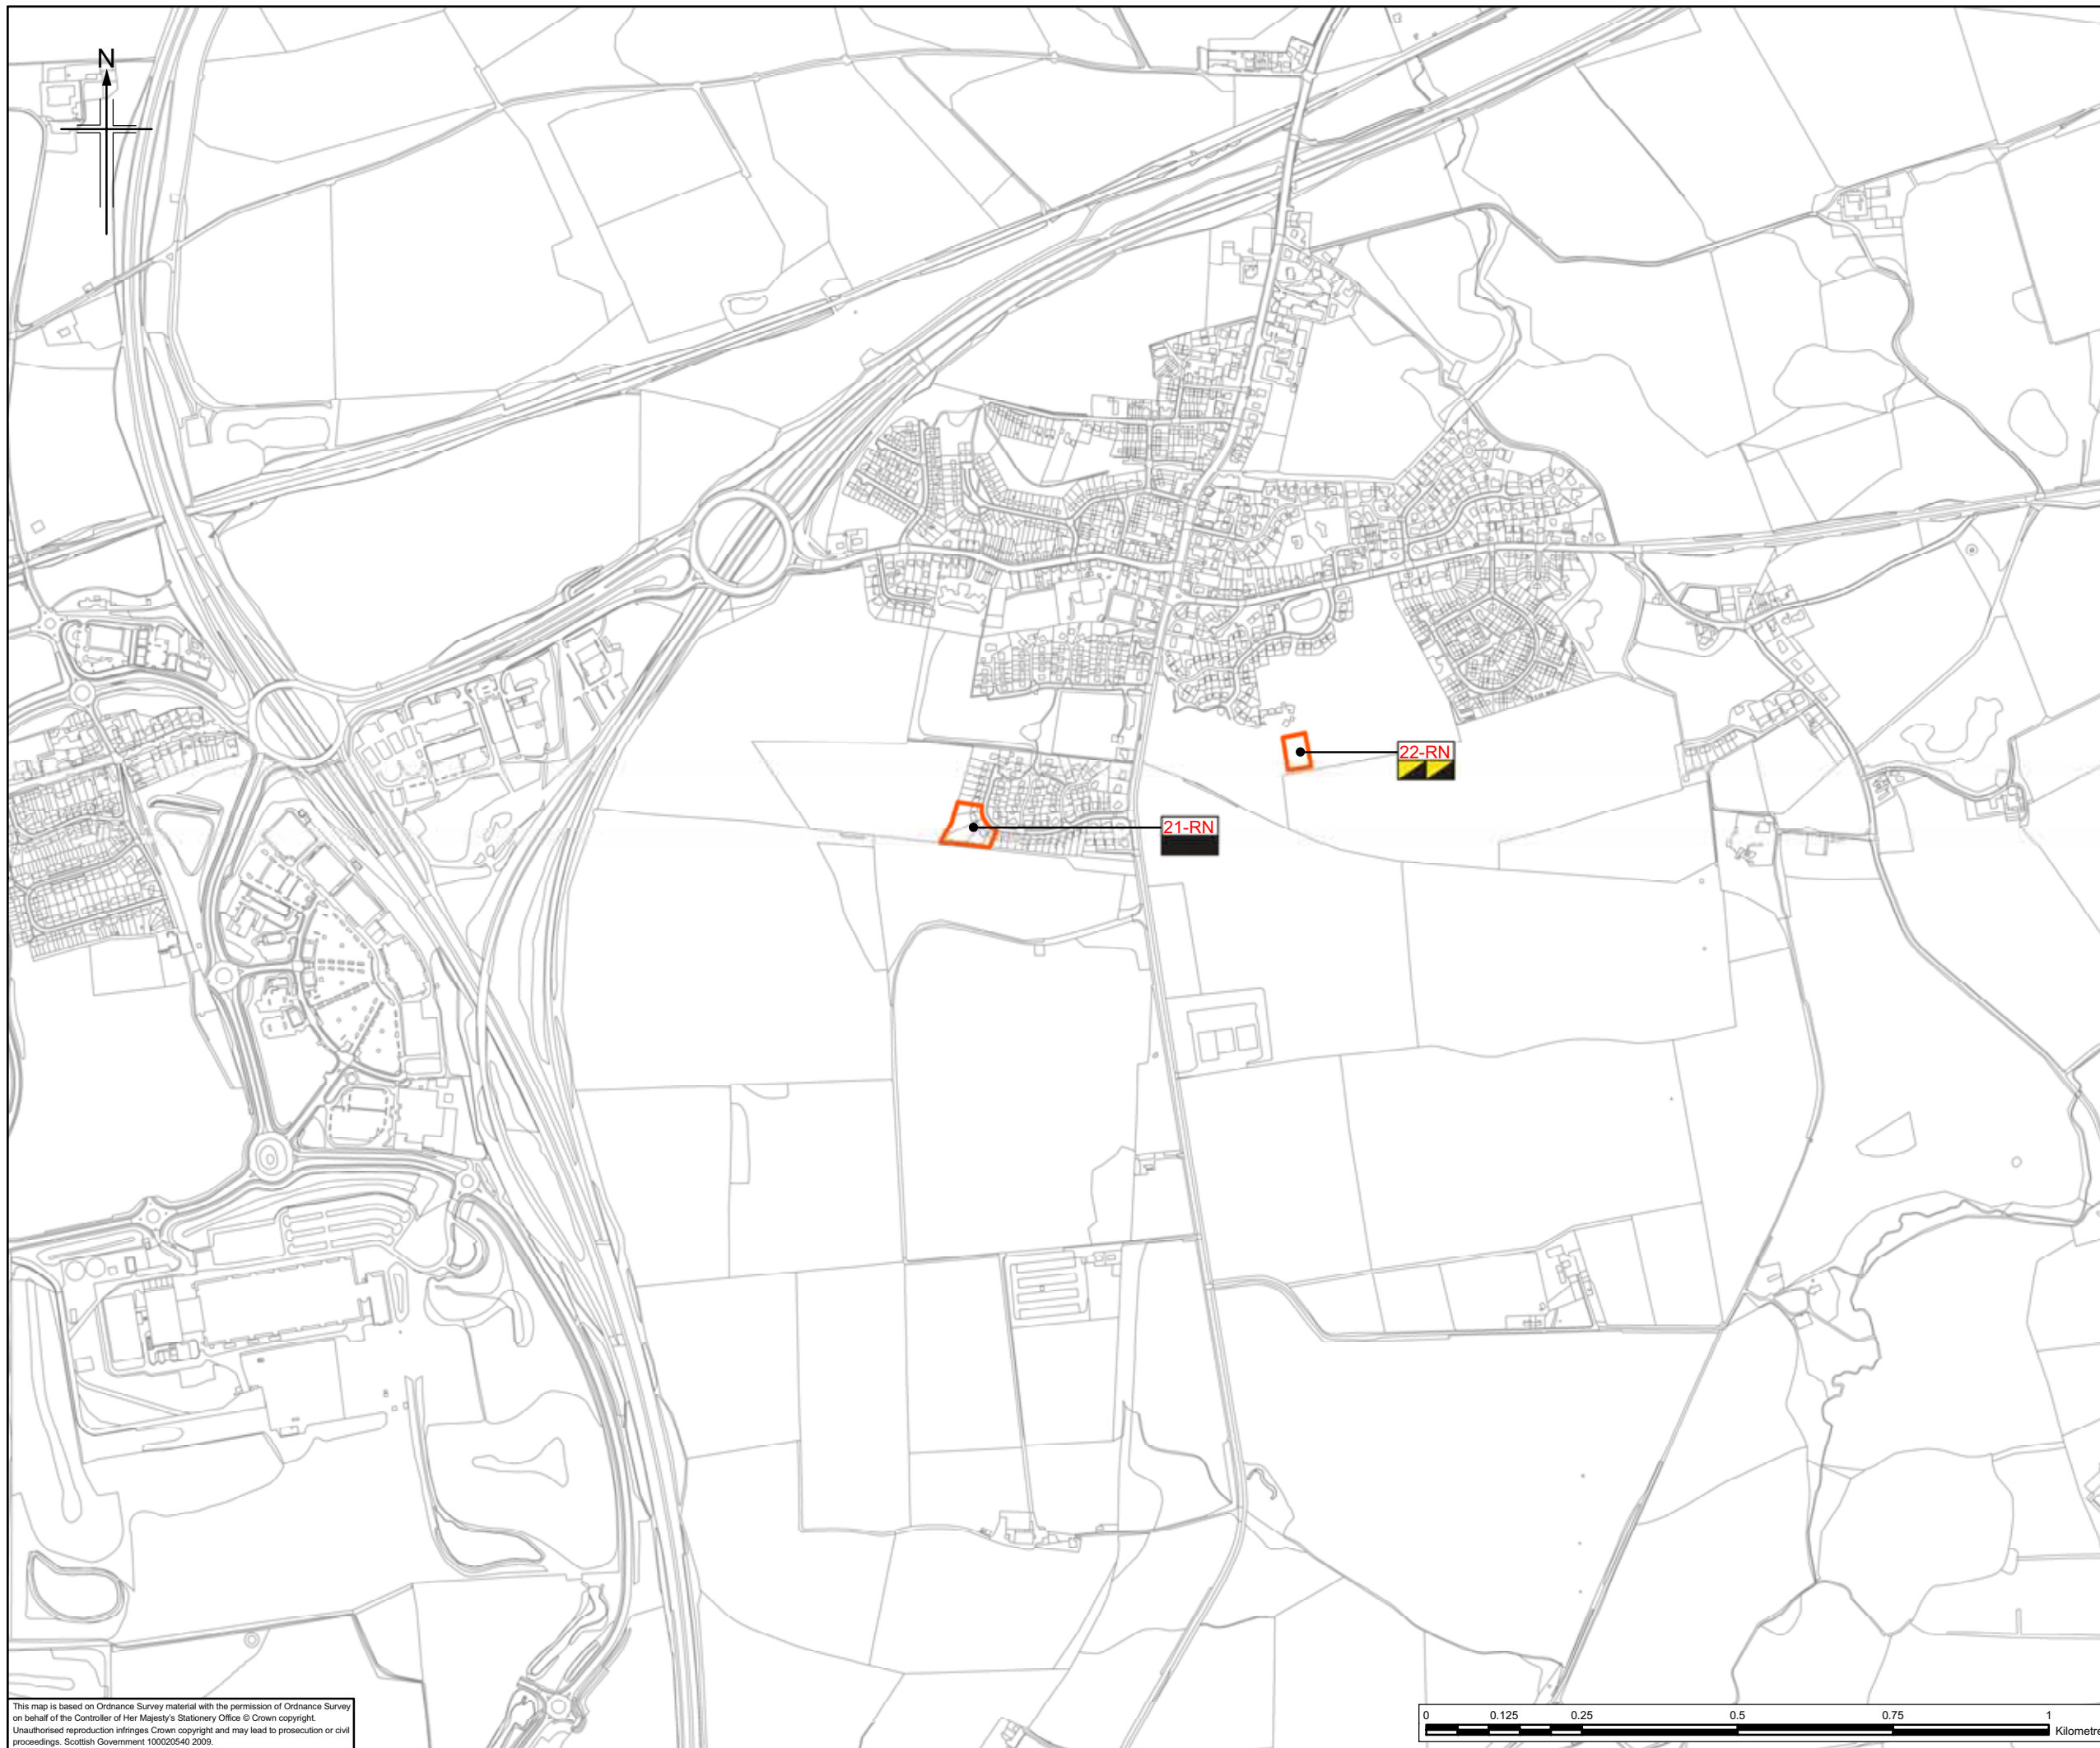 N
22-RN
21-RN
This map is based on Ordnance Survey material with the permission of Ordnance Survey
on behalf of the Controller of Her Majesty's Stationery Office © Crown copyright.
Unauthorised reproduction infringes Crown copyright and may lead to prosecution or civil
proceedings. Scottish Government 100020540 2009.
0 0.125 0.25 0.5 0.75 1
Kilometre